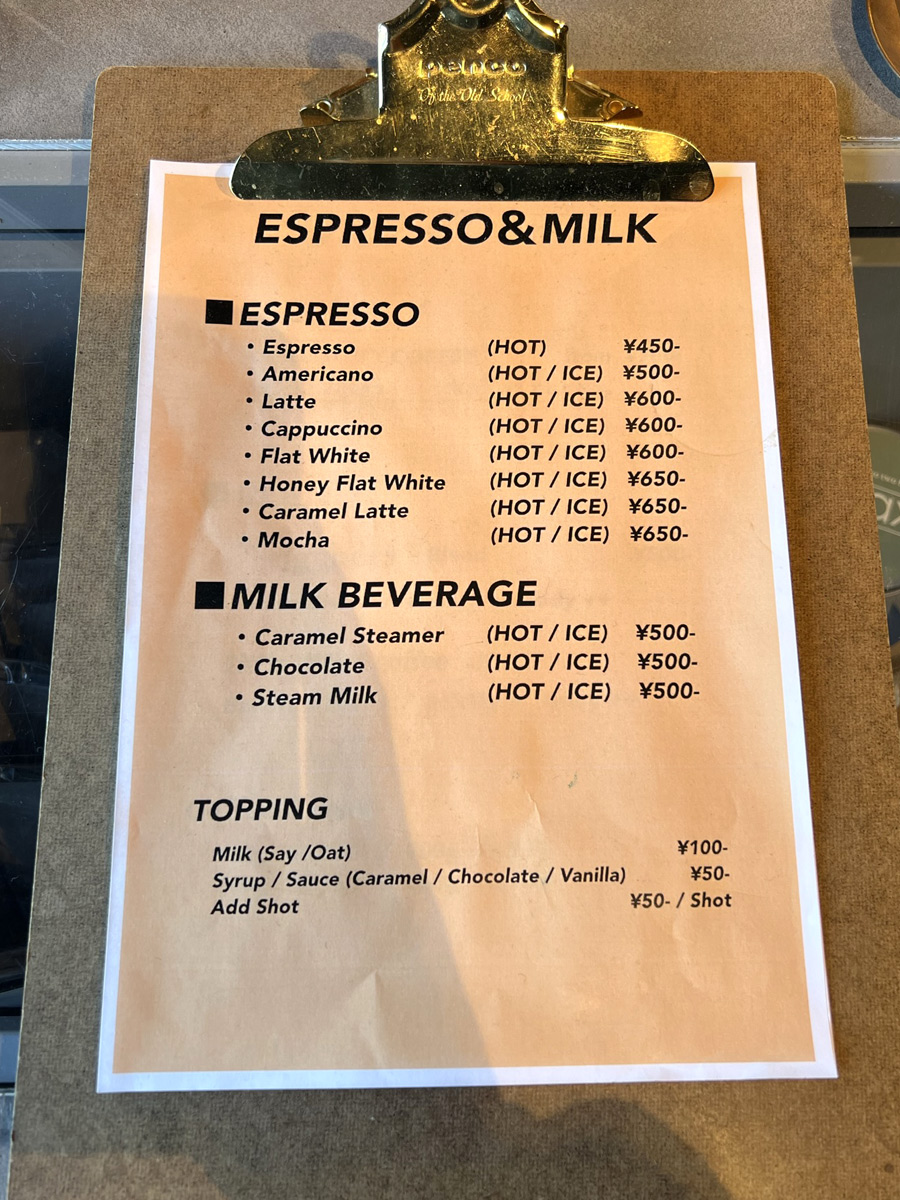 penco
Of the Old School
ESPRESSO&MILK
■ESPRESSO
・Espresso (HOT) ¥450-
・Americano (HOT / ICE) ¥500-
・Latte (HOT / ICE) ¥600-
・Cappuccino (HOT / ICE) ¥600-
・Flat White (HOT / ICE) ¥600-
・Honey Flat White (HOT / ICE) ¥650-
・Caramel Latte (HOT / ICE) ¥650-
・Mocha (HOT / ICE) ¥650-
■MILK BEVERAGE
・Caramel Steamer (HOT / ICE) ¥500-
・Chocolate (HOT / ICE) ¥500-
・Steam Milk (HOT / ICE) ¥500-
TOPPING
Milk (Say /Oat) ¥100-
Syrup / Sauce (Caramel / Chocolate / Vanilla) ¥50-
Add Shot ¥50- / Shot